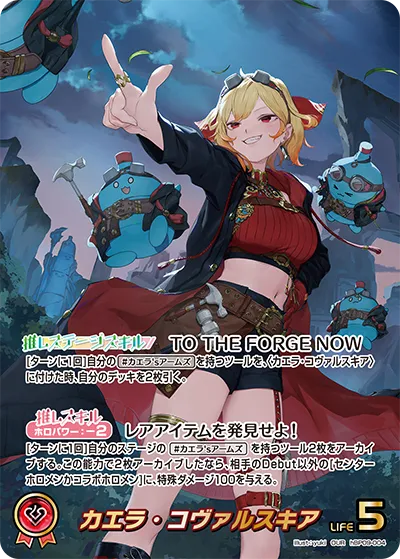 推しステージスキル TO THE FORGE NOW
[ターンに1回]自分の #カエラ'sアームズ を持つツールを、〈カエラ・コヴァルスキア〉
に付けた時、自分のデッキを2枚引く。
推しスキル
ホロパワー：－2 レアアイテムを発見せよ！
[ターンに1回]自分のステージの #カエラ'sアームズ を持つツール2枚をアーカイ
ブする。この能力で2枚アーカイブしたなら、相手のDebut以外の[センター
ホロメンかコラボホロメン]に、特殊ダメージ100を与える。
カエラ・コヴァルスキア LIFE 5
Illust:yuki OUR hBP08-004